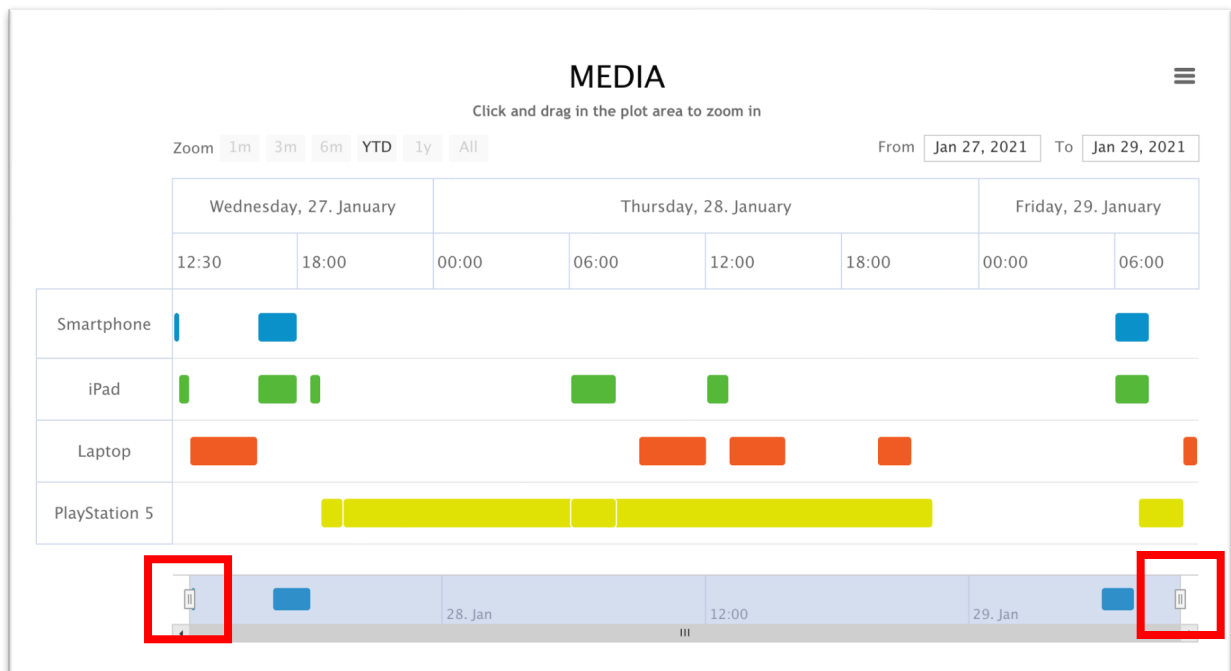 MEDIA
Click and drag in the plot area to zoom in
Zoom 1m 3m 6m YTD 1y All From Jan 27, 2021 To Jan 29, 2021
Wednesday, 27. January Thursday, 28. January Friday, 29. January
12:30 18:00 00:00 06:00 12:00 18:00 00:00 06:00
Smartphone
iPad
Laptop
PlayStation 5
28. Jan 12:00 29. Jan